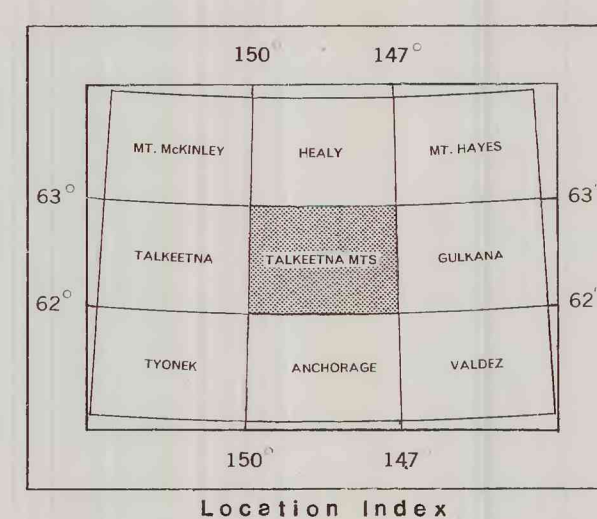 150° 147°
MT. McKINLEY HEALY MT. HAYES
63° 63°
TALKEETNA TALKEETNA MTS GULKANA
62° 62°
TYONEK ANCHORAGE VALDEZ
150° 147°
Location Index